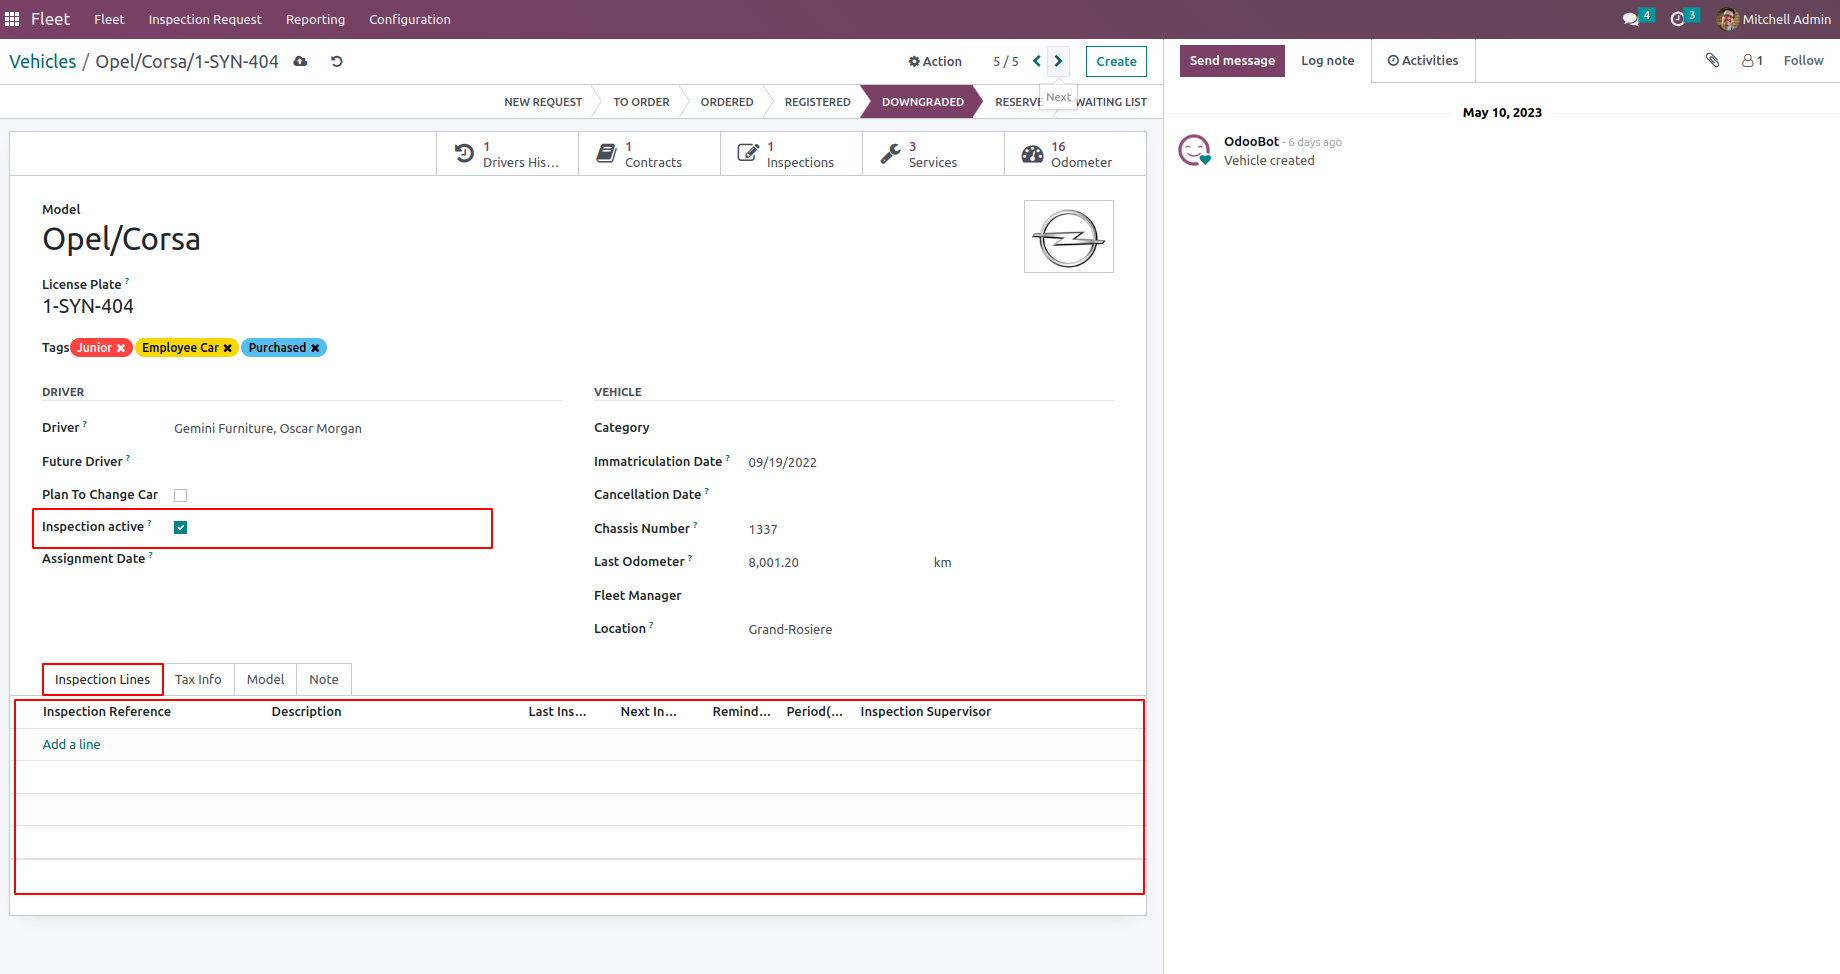 Fleet Fleet Inspection Request Reporting Configuration 4 3 Mitchell Admin
Vehicles / Opel/Corsa/1-SYN-404 Action 5 / 5 Create
Next
NEW REQUEST TO ORDER ORDERED REGISTERED DOWNGRADED RESERVE WAITING LIST
1 Drivers His...
1 Contracts
1 Inspections
3 Services
16 Odometer
Model
Opel/Corsa
License Plate ?
1-SYN-404
Tags Junior Employee Car Purchased
DRIVER
Driver ? Gemini Furniture, Oscar Morgan
Future Driver ?
Plan To Change Car
Inspection active ?
Assignment Date ?
VEHICLE
Category
Immatriculation Date ? 09/19/2022
Cancellation Date ?
Chassis Number ? 1337
Last Odometer ? 8,001.20 km
Fleet Manager
Location ? Grand-Rosiere
Inspection Lines Tax Info Model Note
Inspection Reference Description Last Ins... Next In... Remind... Period(... Inspection Supervisor
Add a line
Send message Log note Activities 1 Follow
May 10, 2023
OdooBot - 6 days ago
Vehicle created